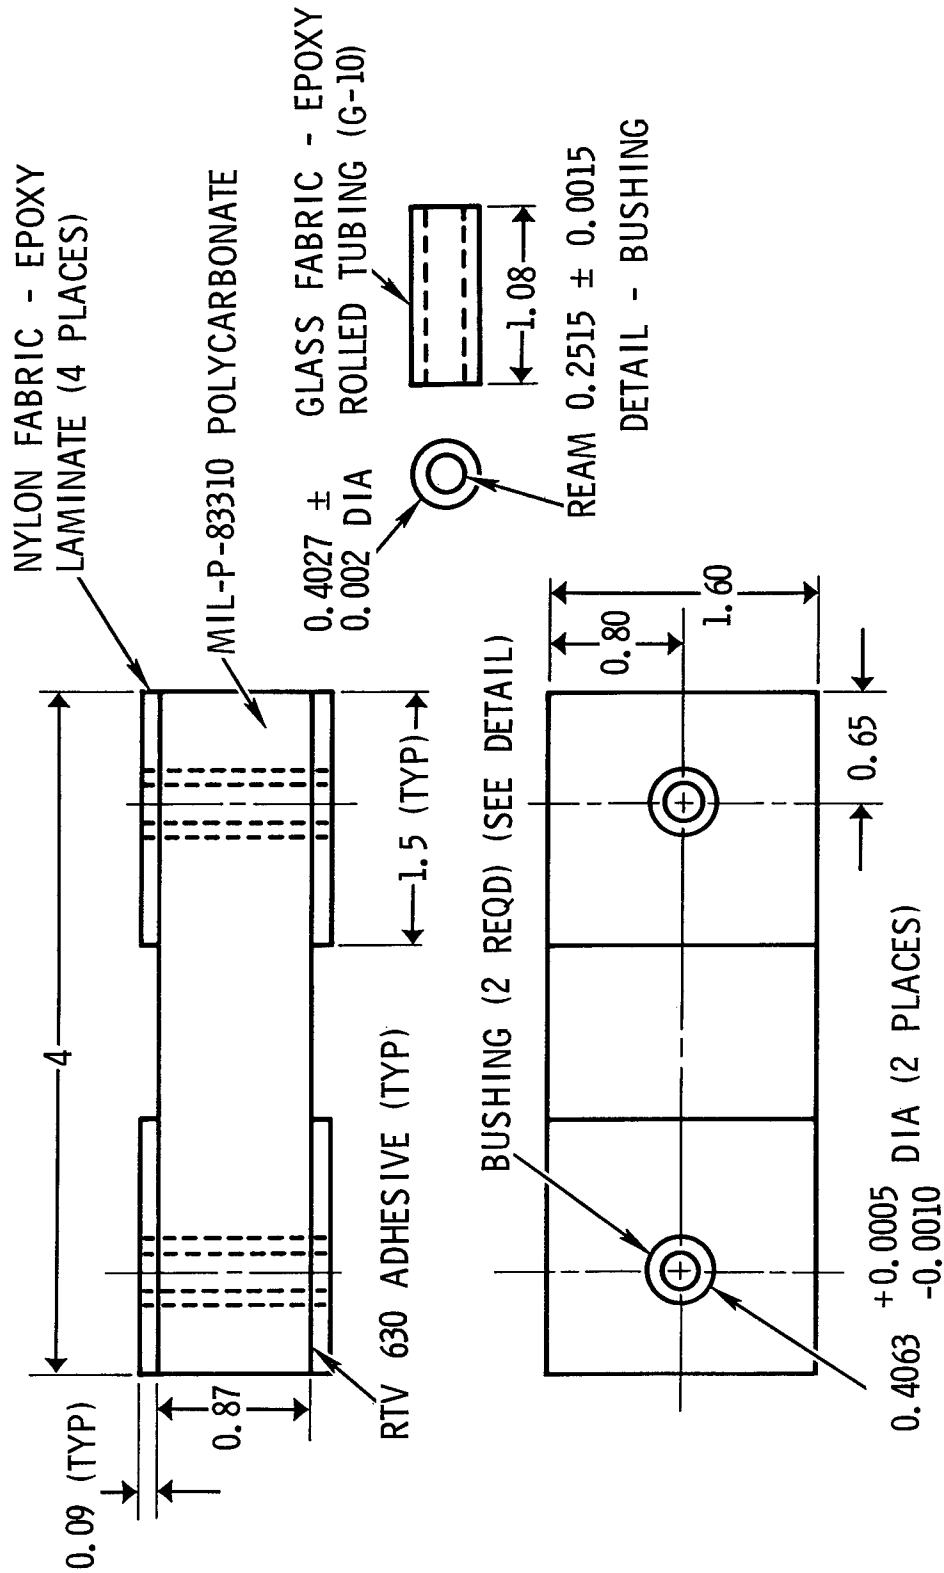 NYLON FABRIC - EPOXY
LAMINATE (4 PLACES)
4
0.09 (TYP)
0.87
MIL-P-83310 POLYCARBONATE
GLASS FABRIC - EPOXY
ROLLED TUBING (G-10)
0.4027 ±
0.002 DIA
1.5 (TYP)
RTV 630 ADHESIVE (TYP)
1.08
REAM 0.2515 ± 0.0015
DETAIL - BUSHING
BUSHING (2 REQD) (SEE DETAIL)
0.80
1.60
0.65
0.4063 +0.0005
-0.0010 DIA (2 PLACES)